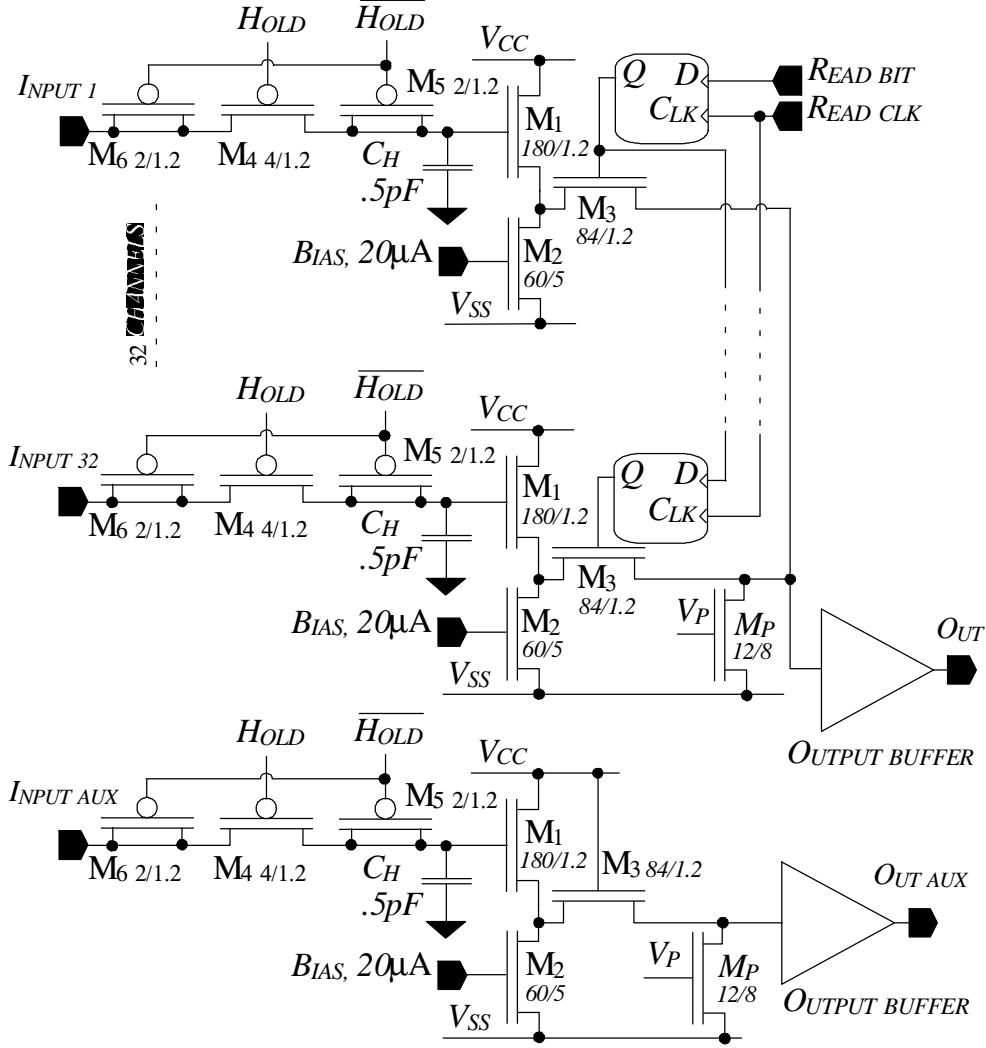 HOLD HOLD
INPUT 1
M6 2/1.2
M4 4/1.2
M5 2/1.2
CH
.5pF
VCC
M1
180/1.2
M3
84/1.2
BIAS, 20μA
M2
60/5
VSS
Q D
CLK
READ BIT
READ CLK
32 CHANNELS
HOLD HOLD
INPUT 32
M6 2/1.2
M4 4/1.2
M5 2/1.2
CH
.5pF
VCC
M1
180/1.2
Q D
CLK
M3
84/1.2
BIAS, 20μA
M2
60/5
VSS
VP
MP
12/8
OUT
OUTPUT BUFFER
HOLD HOLD
INPUT AUX
M6 2/1.2
M4 4/1.2
M5 2/1.2
CH
.5pF
VCC
M1
180/1.2
M3 84/1.2
BIAS, 20μA
M2
60/5
VSS
VP
MP
12/8
OUT AUX
OUTPUT BUFFER